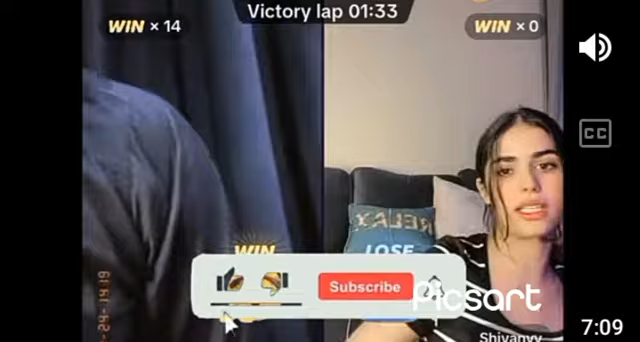 Victory lap 01:33
WIN × 14
WIN × 0
CC
RELAX
WIN
LOSE
Subscribe
Picsart
Shivanyy
7:09